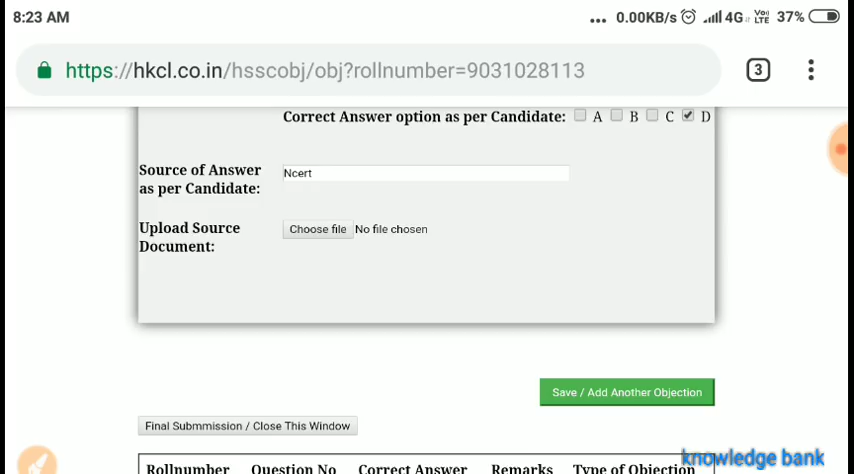 8:23 AM ... 0.00KB/s 4G Vo) LTE 37%
https://hkcl.co.in/hsscobj/obj?rollnumber=9031028113 3
Correct Answer option as per Candidate: A B C D
Source of Answer as per Candidate:
Ncert
Upload Source Document:
Choose file No file chosen
Save / Add Another Objection
Final Submmission / Close This Window
Rollnumber Question No Correct Answer Remarks Type of Objection
knowledge bank